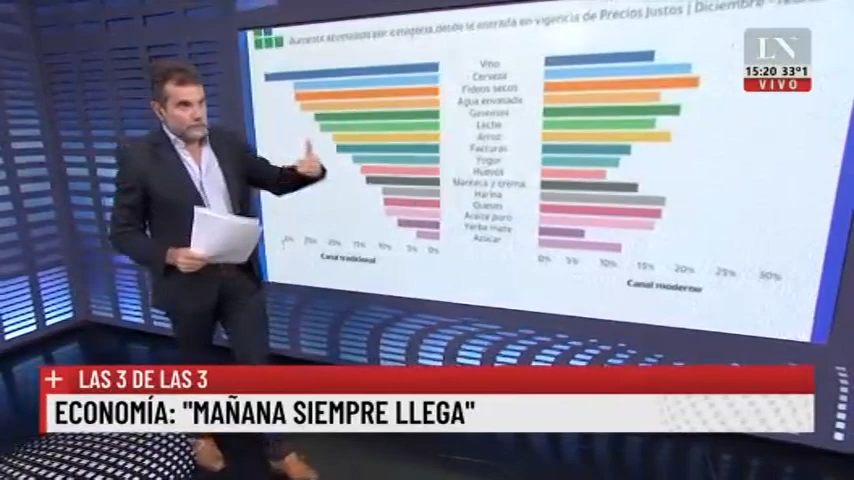 Aumento acumulado por categoría desde la entrada en vigencia de Precios Justos | Diciembre -
LN
15:20 33°1
VIVO
Vino
Cerveza
Fideos secos
Agua envasada
Gaseosas
Leche
Arroz
Facturas
Yogur
Huevos
Manteca y crema
Harina
Quesos
Aceite puro
Yerba mate
Azúcar
25% 20% 15% 10% 5% 0%
0% 5% 10% 15% 20% 25% 30%
Canal tradicional
Canal moderno
+ LAS 3 DE LAS 3
ECONOMÍA: "MAÑANA SIEMPRE LLEGA"